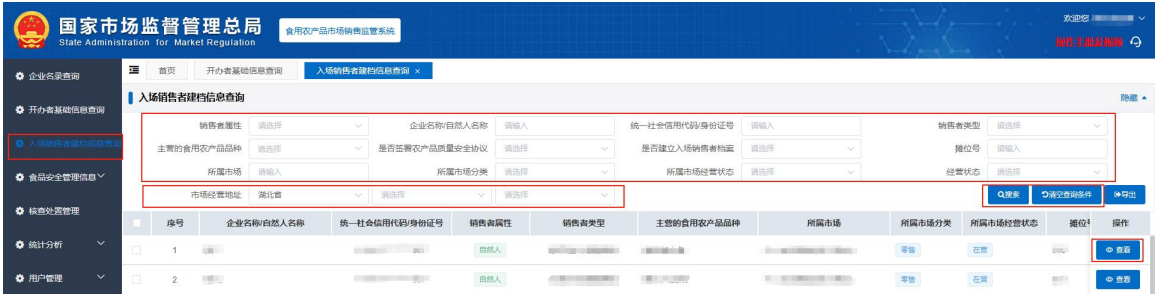 国家市场监督管理总局
State Administration for Market Regulation
食用农产品市场销售监管系统
欢迎您
操作手册及视频
企业名录查询
开办者基础信息查询
入场销售者建档信息查询
食品安全管理信息
核查处置管理
统计分析
用户管理
首页 开办者基础信息查询 入场销售者建档信息查询 ×
入场销售者建档信息查询 隐藏
销售者属性 请选择 企业名称/自然人名称 请输入 统一社会信用代码/身份证号 请输入 销售者类型 请选择
主营的食用农产品品种 请选择 是否签署农产品质量安全协议 请选择 是否建立入场销售者档案 请选择 摊位号 请输入
所属市场 请输入 所属市场分类 请选择 所属市场经营状态 请选择 经营状态 请选择
市场经营地址 湖北省 请选择 请选择 搜索 清空查询条件 导出
序号 企业名称/自然人名称 统一社会信用代码/身份证号 销售者属性 销售者类型 主营的食用农产品品种 所属市场 所属市场分类 所属市场经营状态 摊位号 操作
1 自然人 零售 在营 查看
2 自然人 零售 在营 查看